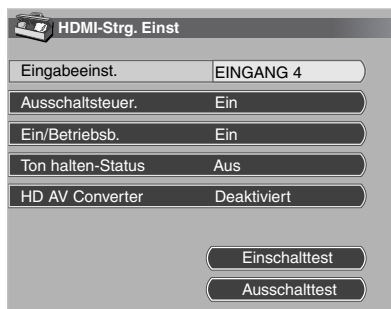 HDMI-Strg. Einst
Eingabeeinst. EINGANG 4
Ausschaltsteuer. Ein
Ein/Betriebsb. Ein
Ton halten-Status Aus
HD AV Converter Deaktiviert
Einschalttest
Ausschalttest